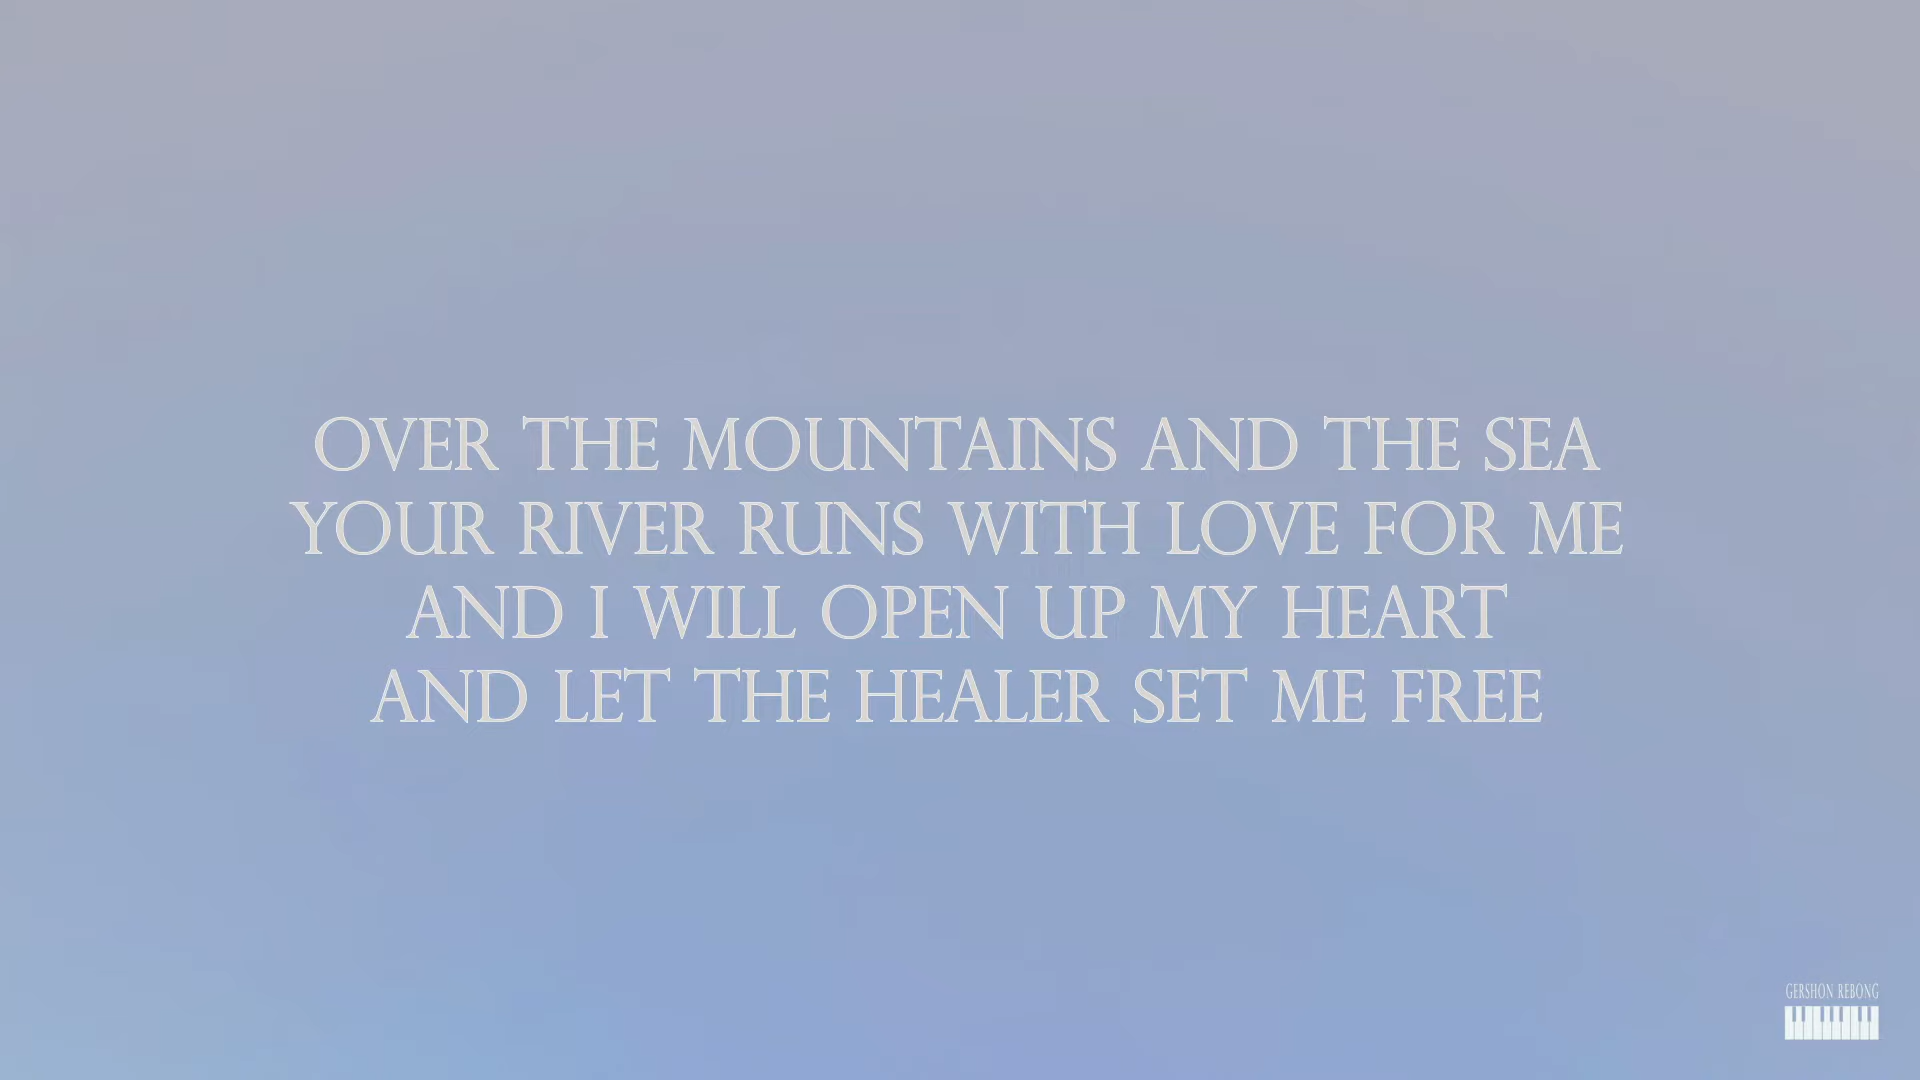 OVER THE MOUNTAINS AND THE SEA
YOUR RIVER RUNS WITH LOVE FOR ME
AND I WILL OPEN UP MY HEART
AND LET THE HEALER SET ME FREE
GERSHON REBONG